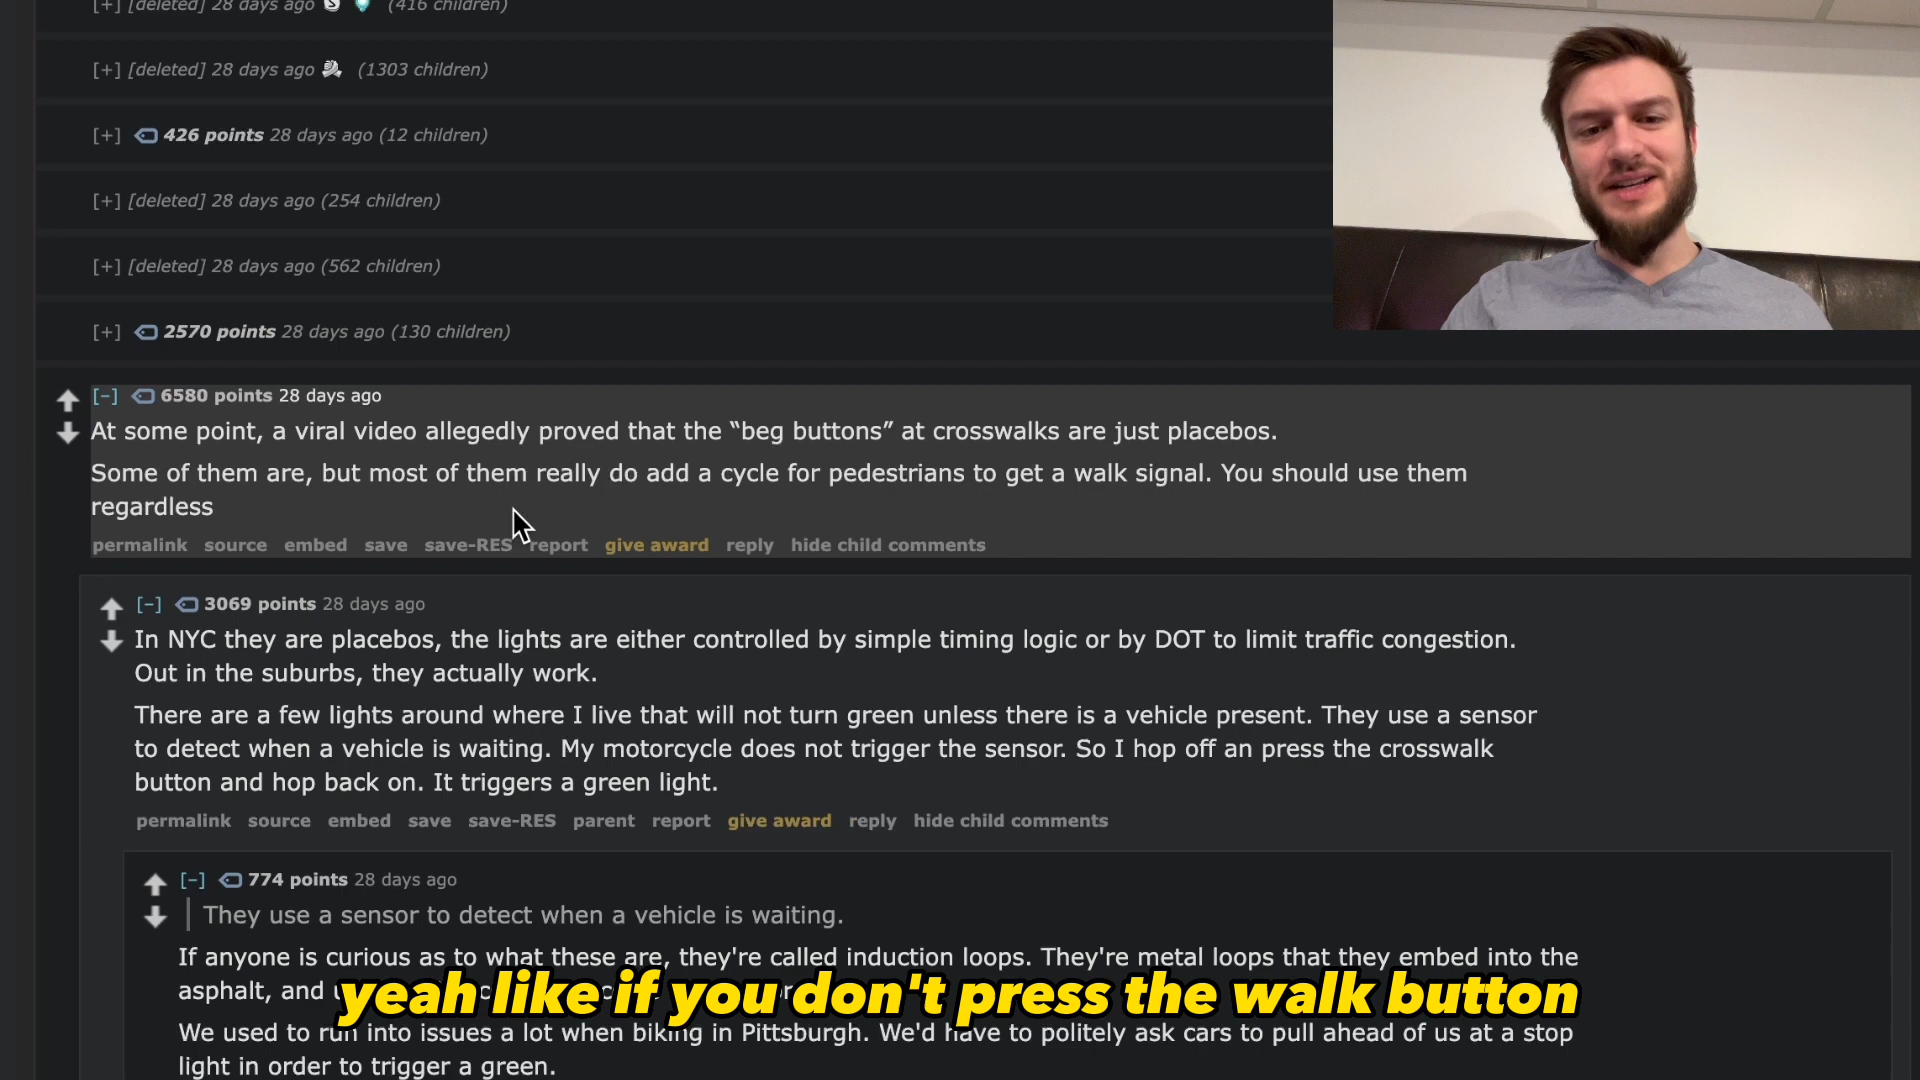 [+] [deleted] 28 days ago (416 children)
[+] [deleted] 28 days ago (1303 children)
[+] 426 points 28 days ago (12 children)
[+] [deleted] 28 days ago (254 children)
[+] [deleted] 28 days ago (562 children)
[+] 2570 points 28 days ago (130 children)
[–] 6580 points 28 days ago
At some point, a viral video allegedly proved that the “beg buttons” at crosswalks are just placebos.
Some of them are, but most of them really do add a cycle for pedestrians to get a walk signal. You should use them
regardless
permalink source embed save save-RES report give award reply hide child comments
[–] 3069 points 28 days ago
In NYC they are placebos, the lights are either controlled by simple timing logic or by DOT to limit traffic congestion.
Out in the suburbs, they actually work.
There are a few lights around where I live that will not turn green unless there is a vehicle present. They use a sensor
to detect when a vehicle is waiting. My motorcycle does not trigger the sensor. So I hop off an press the crosswalk
button and hop back on. It triggers a green light.
permalink source embed save save-RES parent report give award reply hide child comments
[–] 774 points 28 days ago
They use a sensor to detect when a vehicle is waiting.
If anyone is curious as to what these are, they're called induction loops. They're metal loops that they embed into the
asphalt, and
yeah like if you don't press the walk button
We used to run into issues a lot when biking in Pittsburgh. We'd have to politely ask cars to pull ahead of us at a stop
light in order to trigger a green.